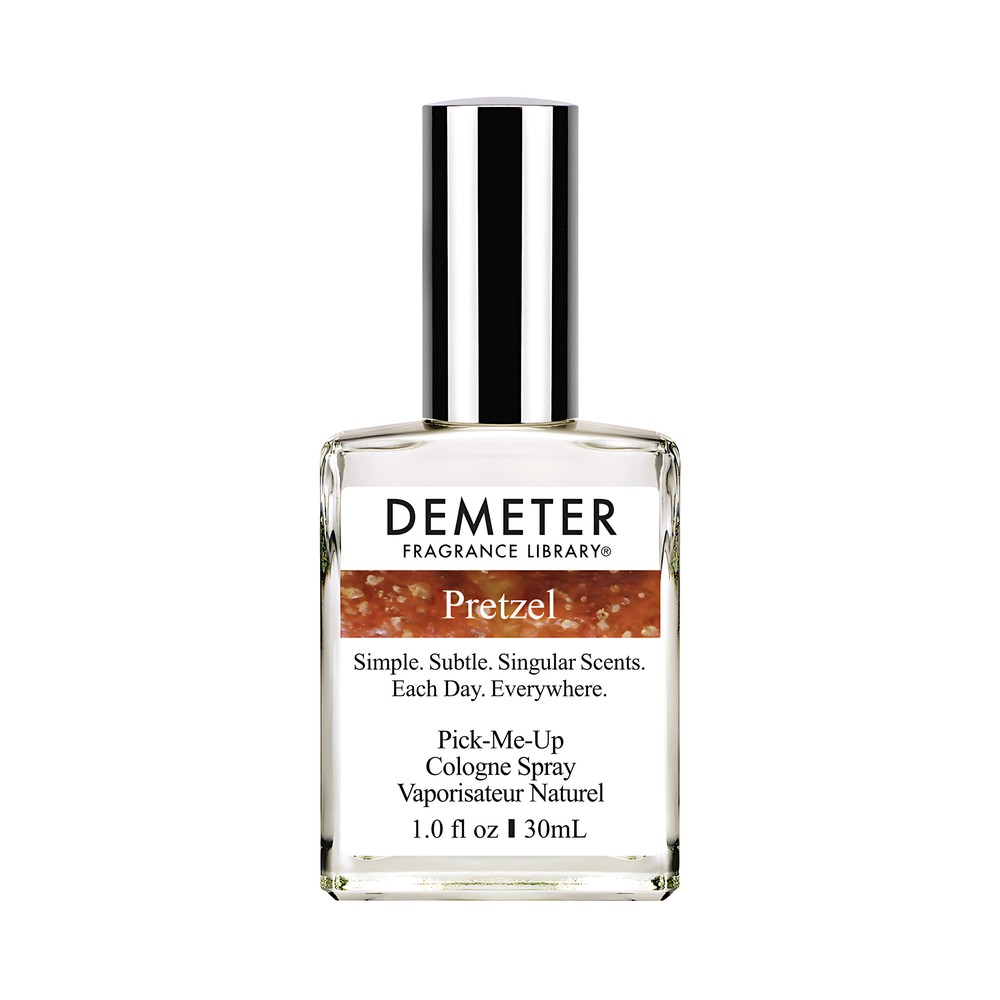 DEMETER
FRAGRANCE LIBRARY®
Pretzel
Simple. Subtle. Singular Scents.
Each Day. Everywhere.
Pick-Me-Up
Cologne Spray
Vaporisateur Naturel
1.0 fl oz ▮ 30mL